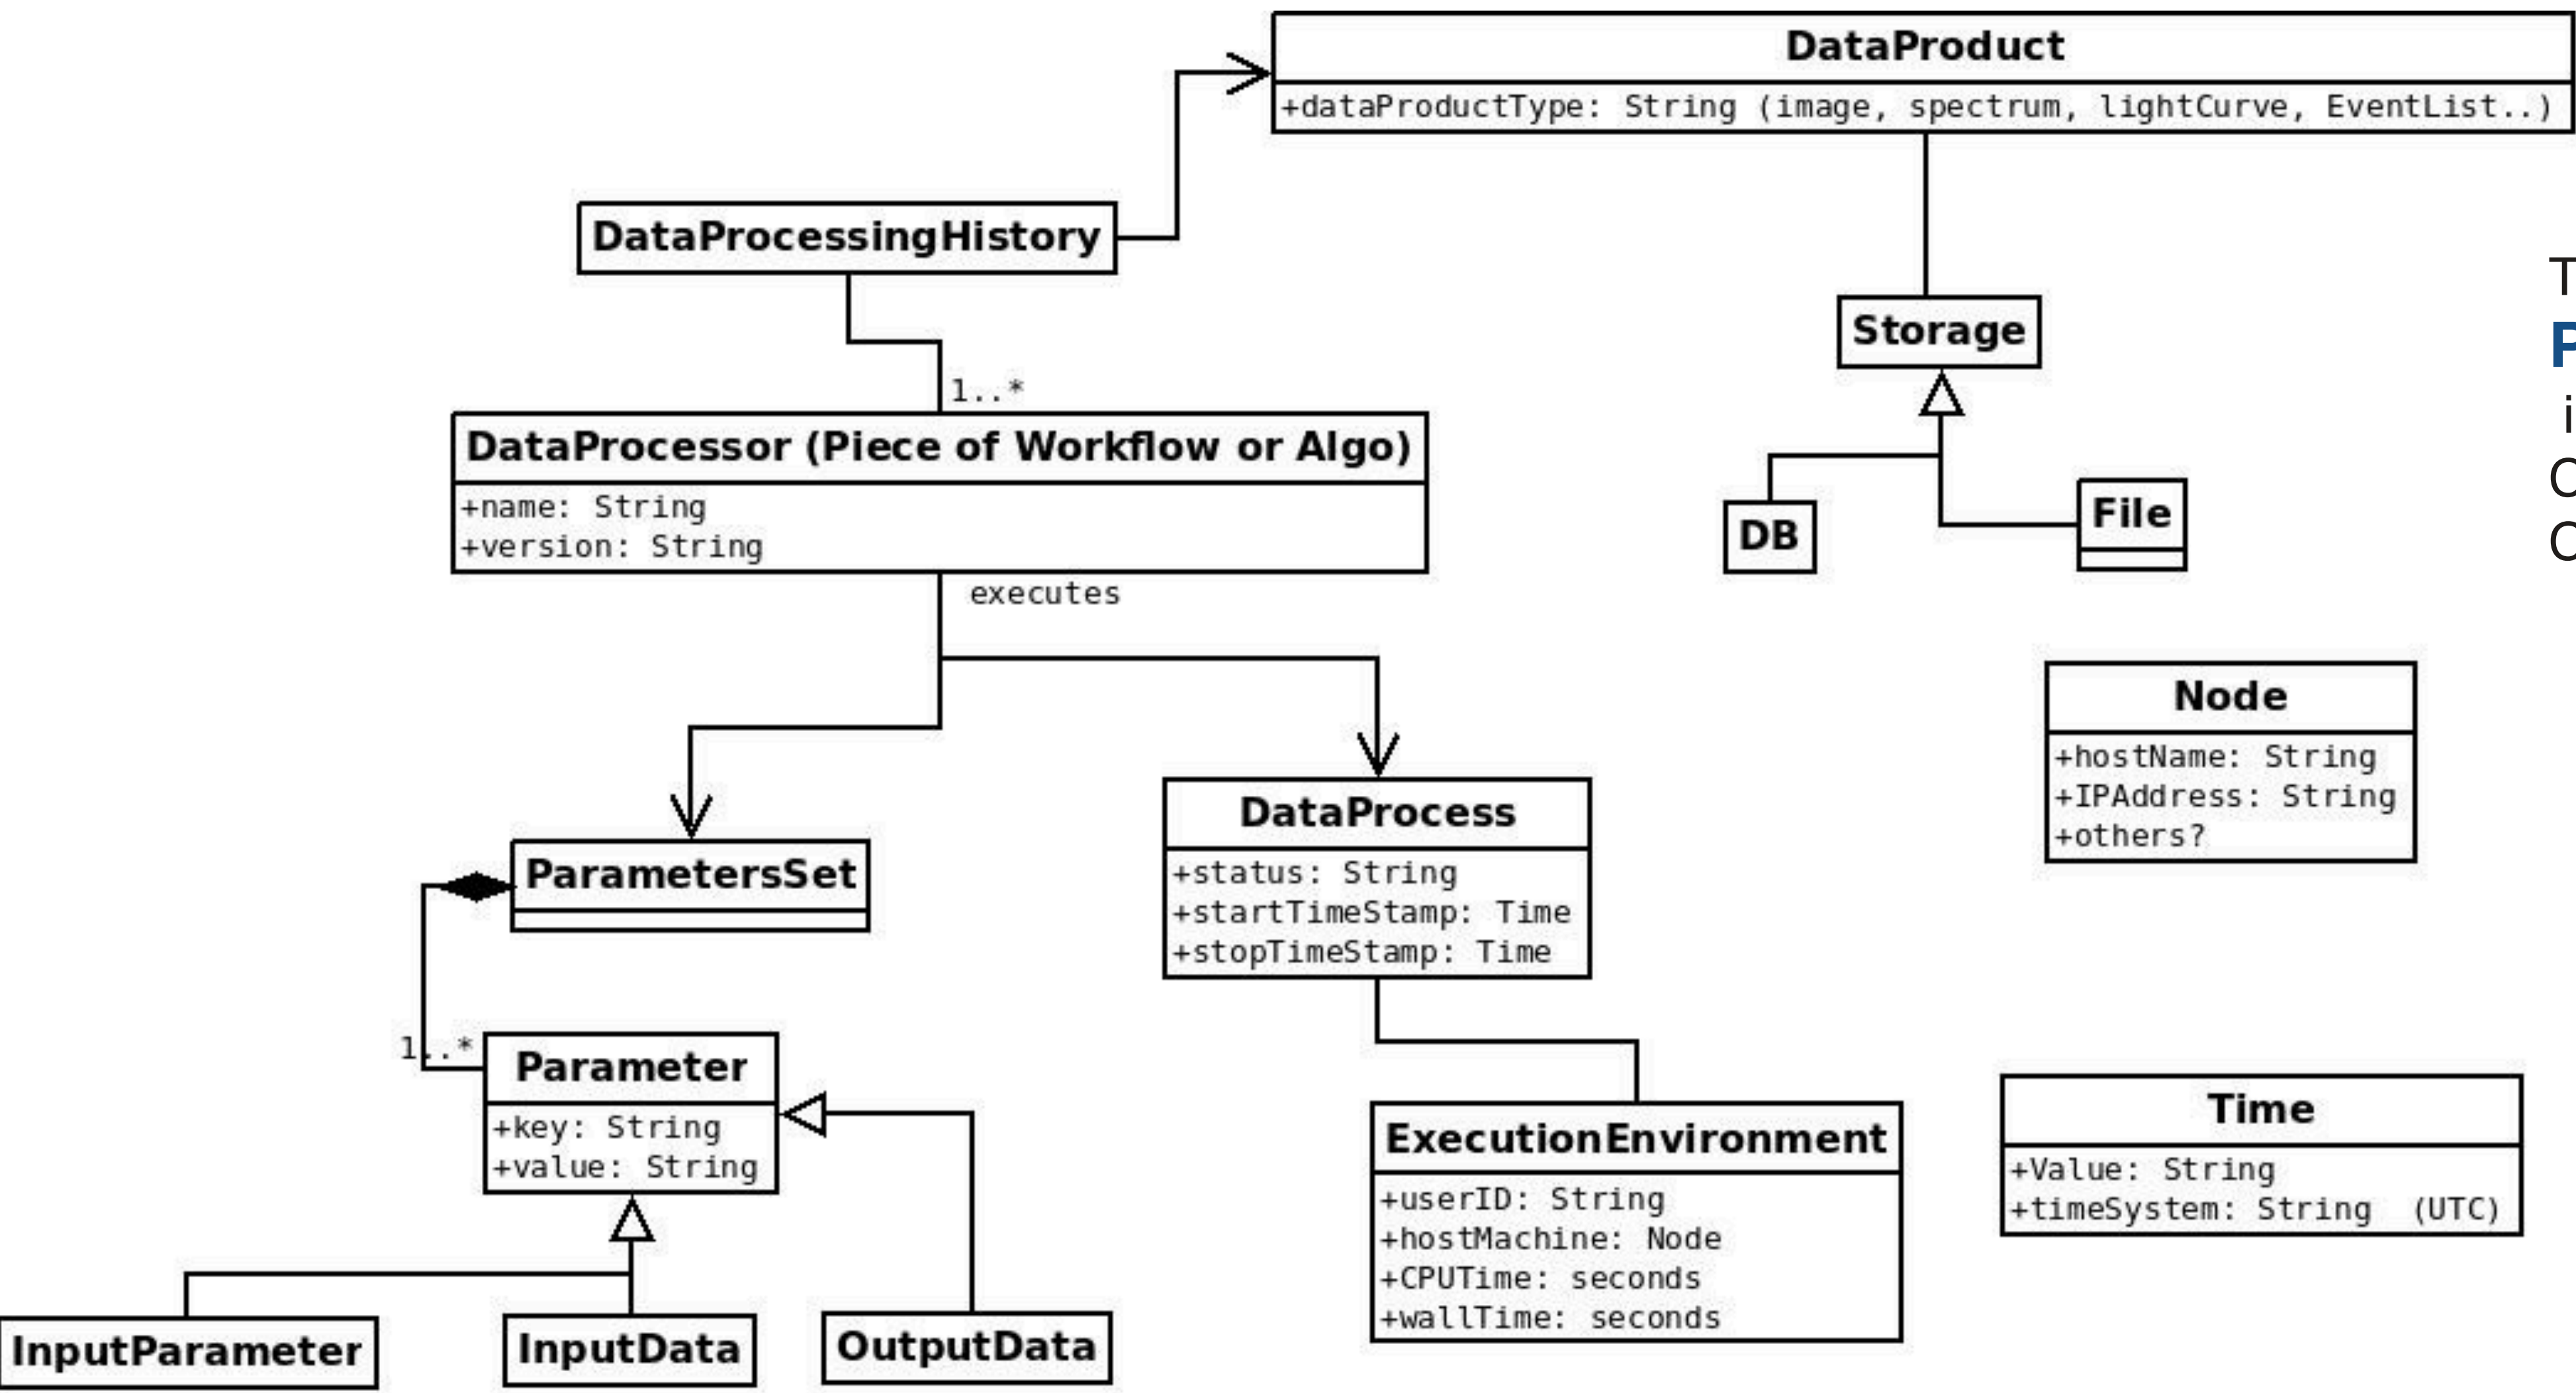 DataProduct
+dataProductType: String (image, spectrum, lightCurve, EventList..)
DataProcessingHistory
1..*
Storage
DB
File
DataProcessor (Piece of Workflow or Algo)
+name: String
+version: String
executes
Node
+hostName: String
+IPAddress: String
+others?
ParametersSet
DataProcess
+status: String
+startTimeStamp: Time
+stopTimeStamp: Time
1..*
Parameter
+key: String
+value: String
ExecutionEnvironment
+userID: String
+hostMachine: Node
+CPUTime: seconds
+wallTime: seconds
Time
+Value: String
+timeSystem: String (UTC)
InputParameter
InputData
OutputData